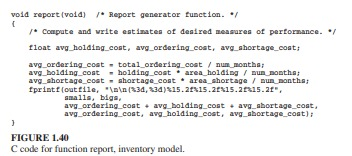 void report(void) /* Report generator function. */
{
/* Compute and write estimates of desired measures of performance. */
float avg_holding_cost, avg_ordering_cost, avg_shortage_cost;
avg_ordering_cost = total_ordering_cost / num_months;
avg_holding_cost = holding_cost * area_holding / num_months;
avg_shortage_cost = shortage_cost * area_shortage / num_months;
fprintf(outfile, "\n\n(%3d,%3d)%15.2f%15.2f%15.2f%15.2f",
smalls, bigs,
avg_ordering_cost + avg_holding_cost + avg_shortage_cost,
avg_ordering_cost, avg_holding_cost, avg_shortage_cost);
}
FIGURE 1.40
C code for function report, inventory model.